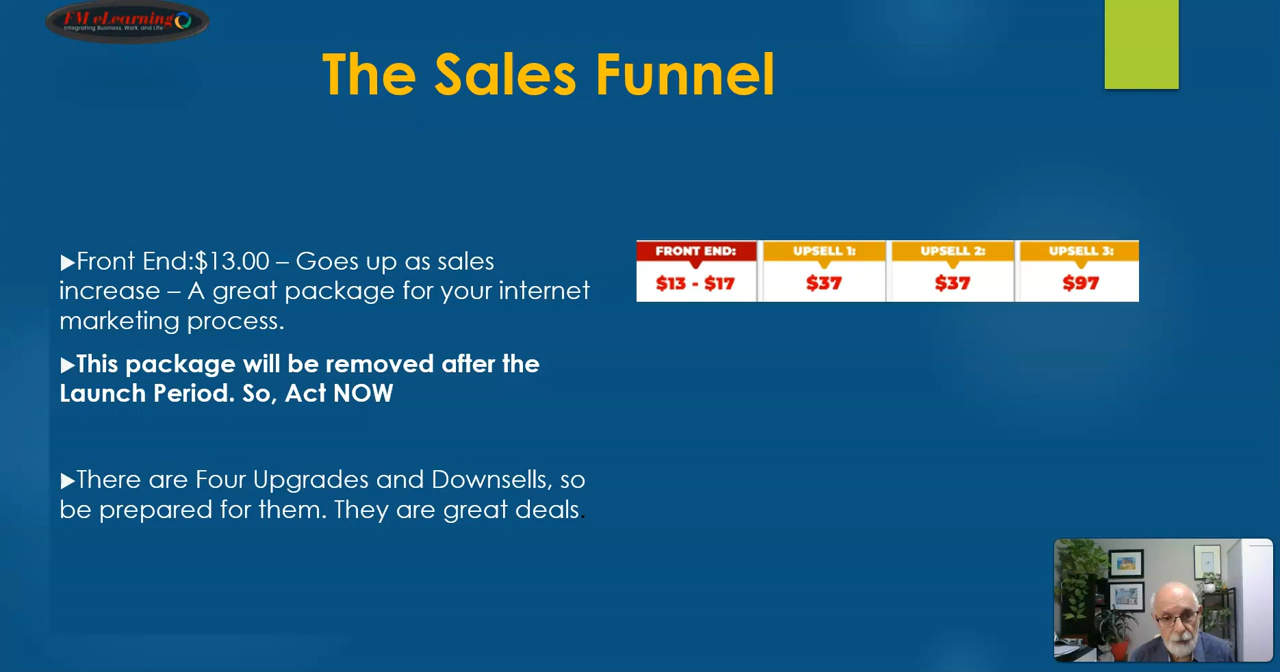 FM eLearning
Integrating Business, Work, and Life
The Sales Funnel
▶Front End:$13.00 – Goes up as sales
increase – A great package for your internet
marketing process.
▶This package will be removed after the
Launch Period. So, Act NOW
▶There are Four Upgrades and Downsells, so
be prepared for them. They are great deals.
FRONT END: UPSELL 1: UPSELL 2: UPSELL 3:
$13 - $17 $37 $37 $97